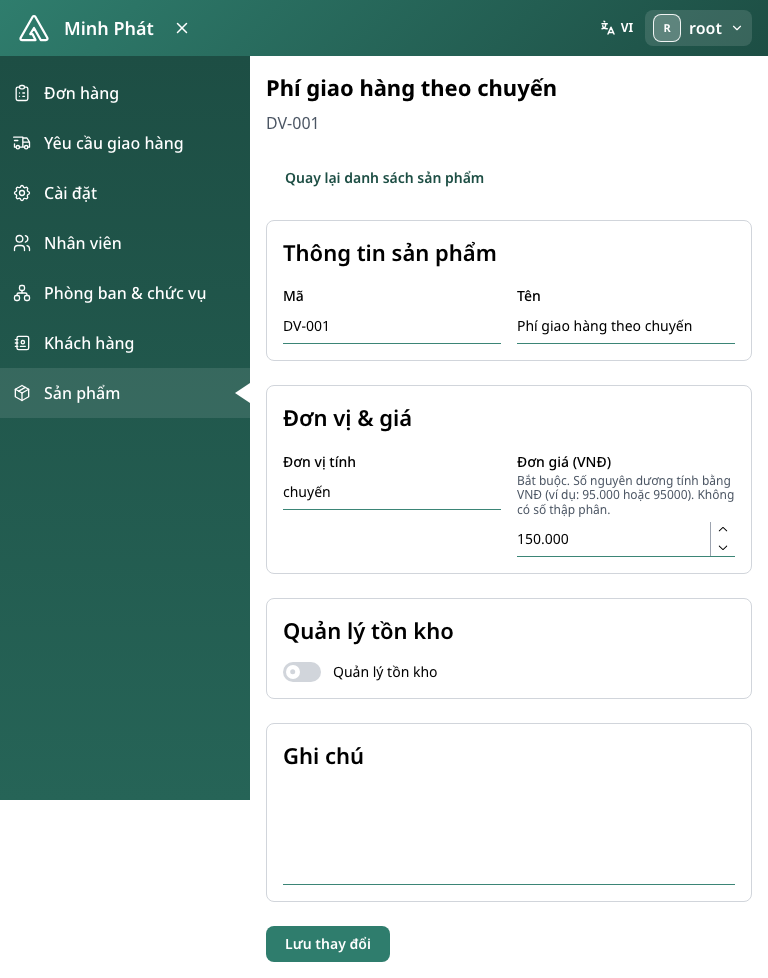 Minh Phát
VI
R
root
Đơn hàng
Yêu cầu giao hàng
Cài đặt
Nhân viên
Phòng ban & chức vụ
Khách hàng
Sản phẩm
Phí giao hàng theo chuyến
DV-001
Quay lại danh sách sản phẩm
Thông tin sản phẩm
Mã
DV-001
Tên
Phí giao hàng theo chuyến
Đơn vị & giá
Đơn vị tính
chuyến
Đơn giá (VNĐ)
Bắt buộc. Số nguyên dương tính bằng
VNĐ (ví dụ: 95.000 hoặc 95000). Không
có số thập phân.
150.000
Quản lý tồn kho
Quản lý tồn kho
Ghi chú
Lưu thay đổi